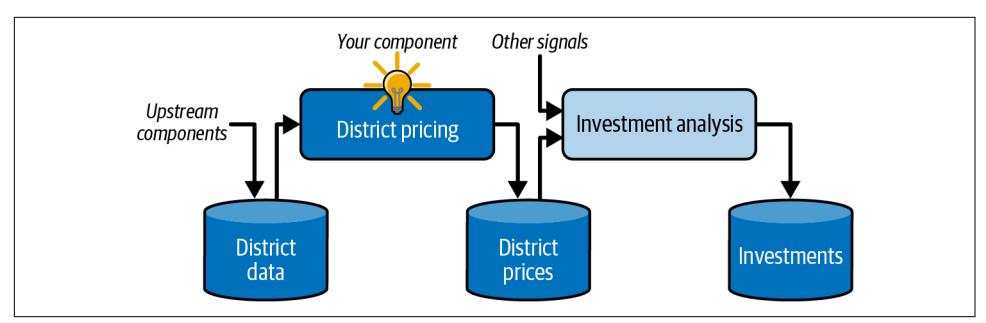 Your component
Other signals
Upstream
components
District pricing
Investment analysis
District
data
District
prices
Investments